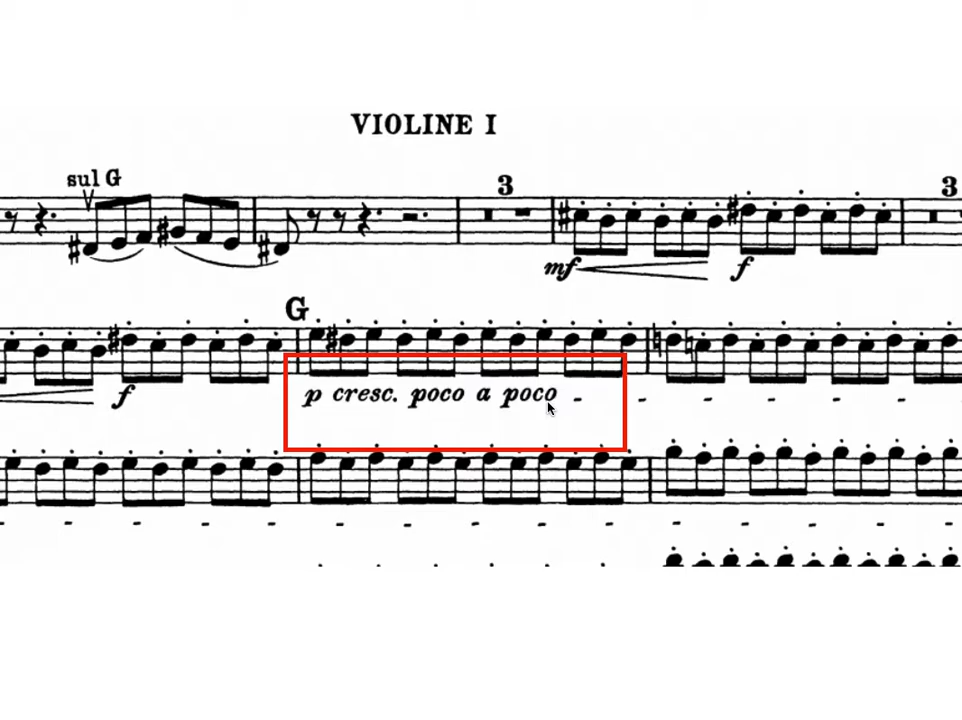 VIOLINE I
sul G
3
3
mf
f
G
f
p cresc. poco a poco - - - - - -
- - - - - - - - - - - - - - -